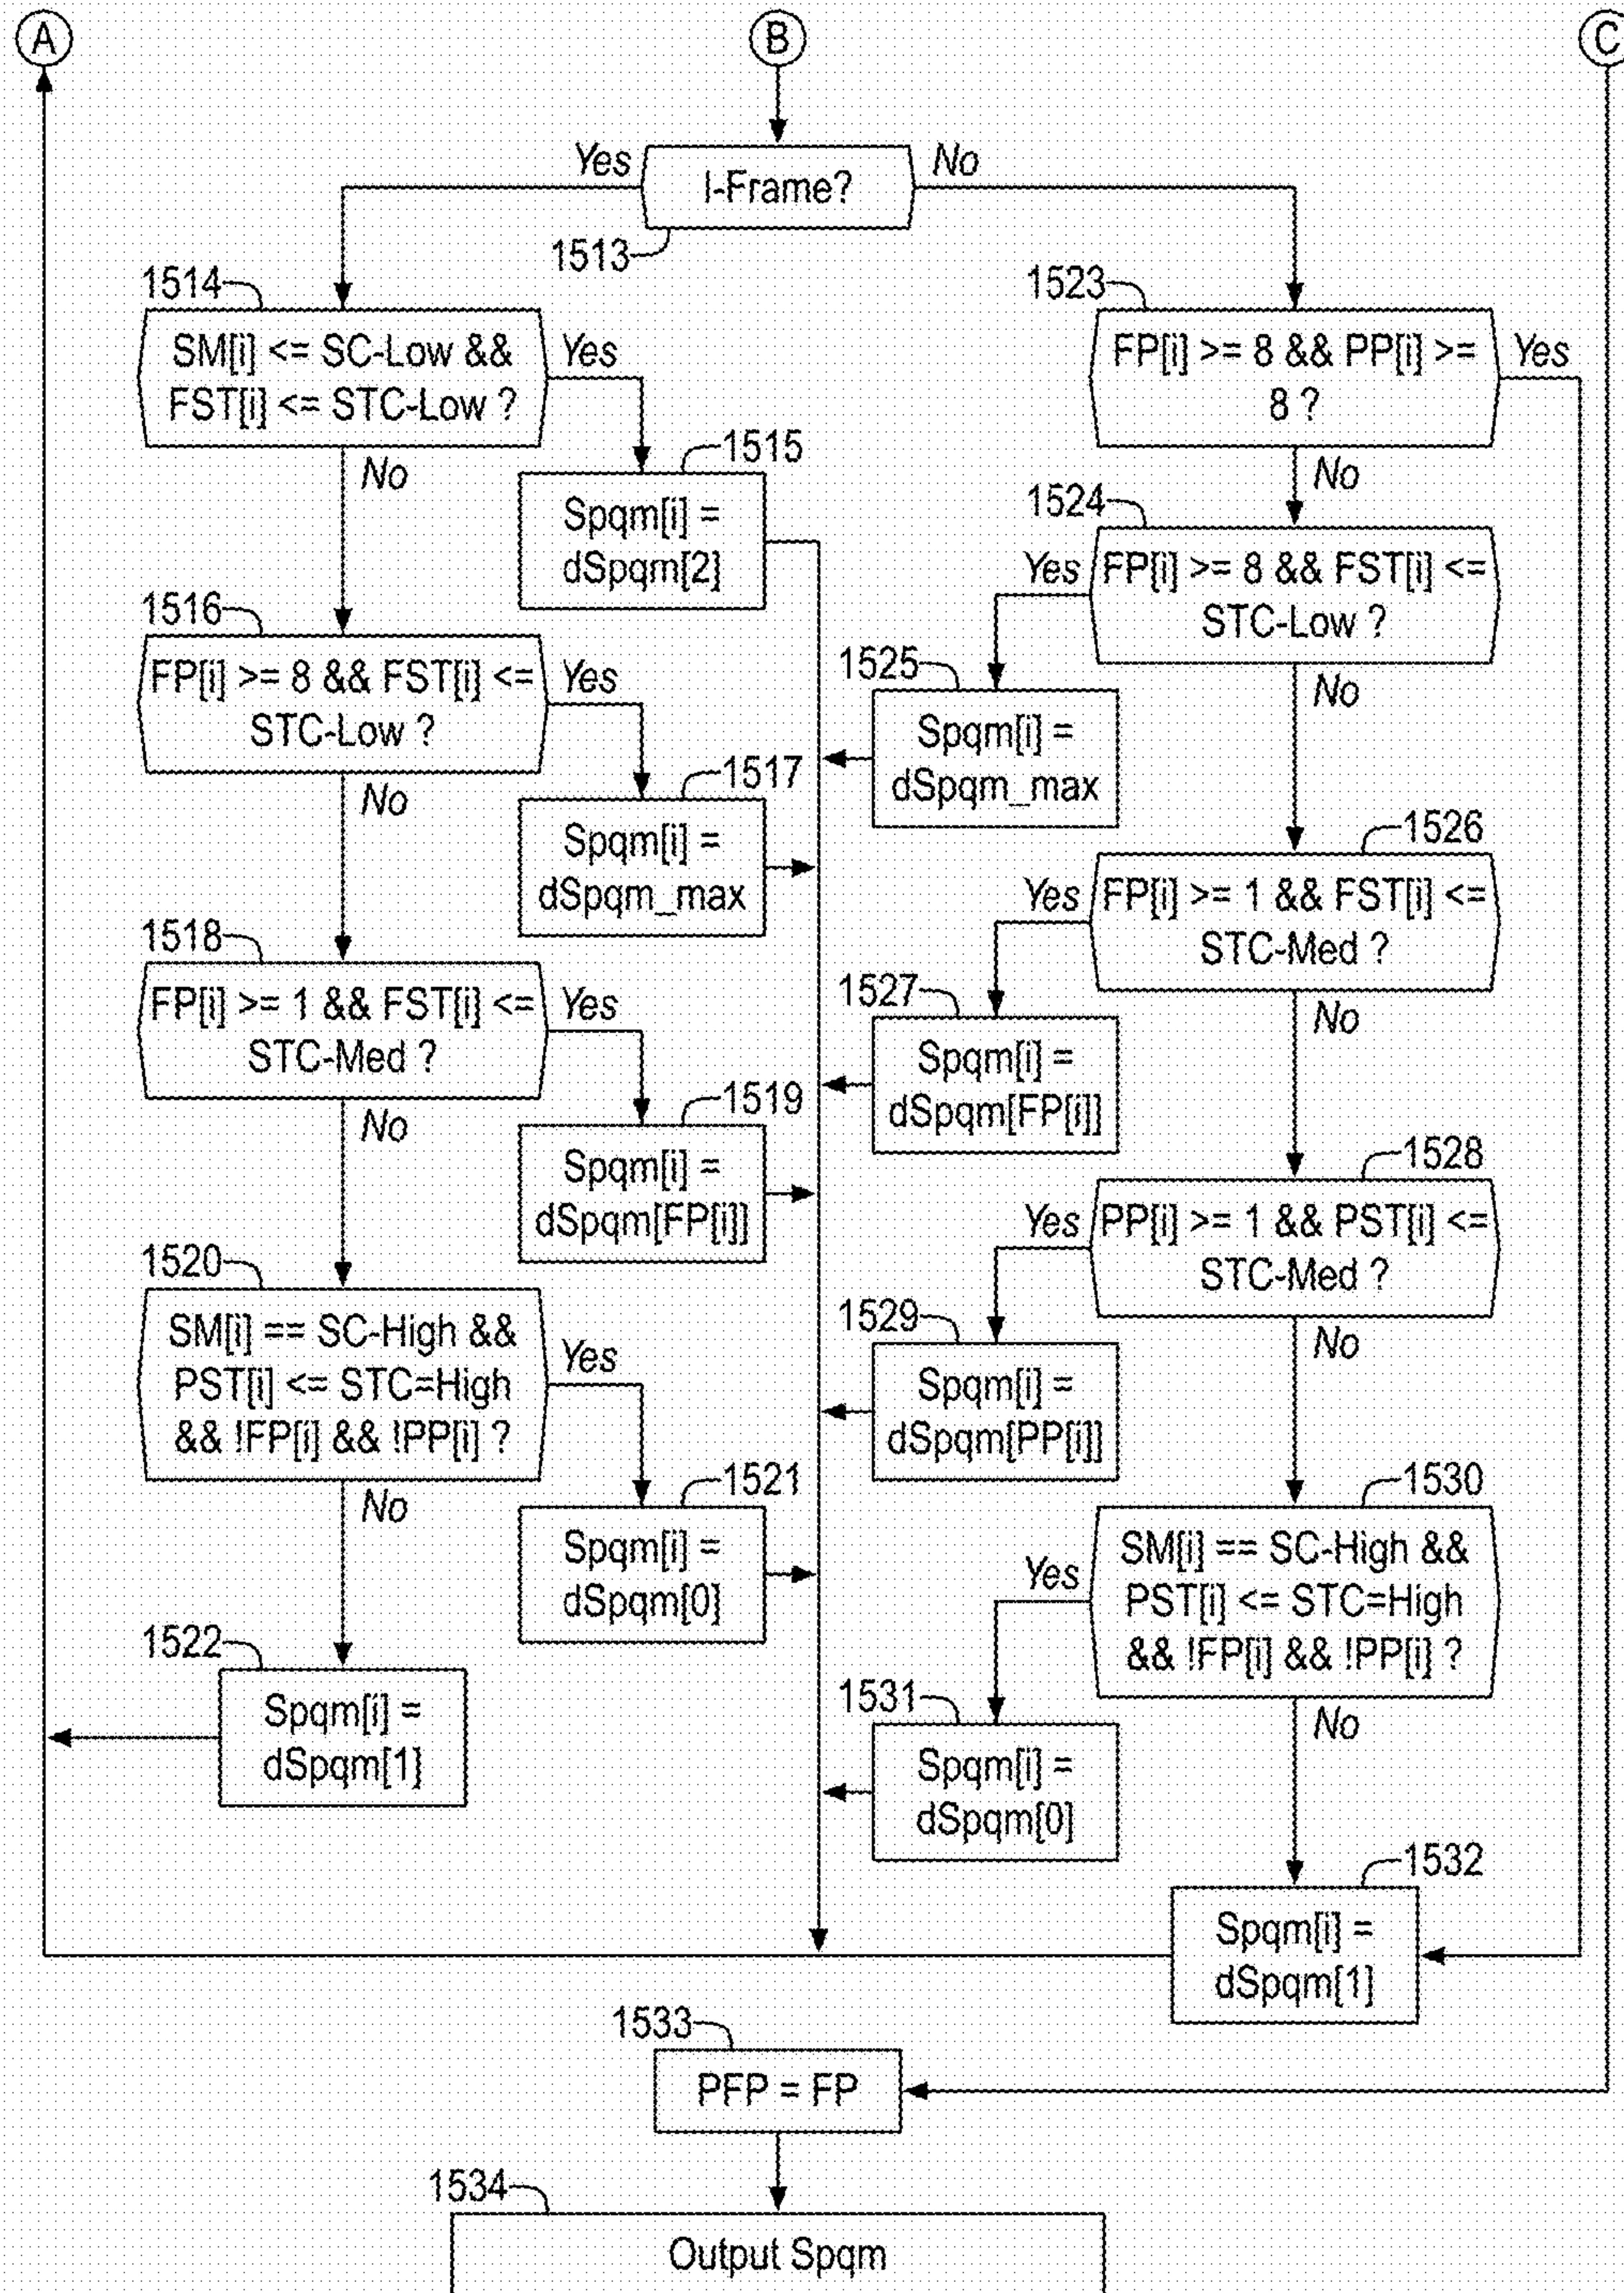 A
B
C
Yes
I-Frame?
No
1513
1514
SM[i] <= SC-Low &&
FST[i] <= STC-Low ?
Yes
No
1515
Spqm[i] =
dSpqm[2]
1516
FP[i] >= 8 && FST[i] <=
STC-Low ?
Yes
No
1517
Spqm[i] =
dSpqm_max
1518
FP[i] >= 1 && FST[i] <=
STC-Med ?
Yes
No
1519
Spqm[i] =
dSpqm[FP[i]]
1520
SM[i] == SC-High &&
PST[i] <= STC=High
&& !FP[i] && !PP[i] ?
Yes
No
1521
Spqm[i] =
dSpqm[0]
1522
Spqm[i] =
dSpqm[1]
1523
FP[i] >= 8 && PP[i] >=
8 ?
Yes
No
1524
Yes
FP[i] >= 8 && FST[i] <=
STC-Low ?
No
1525
Spqm[i] =
dSpqm_max
1526
Yes
FP[i] >= 1 && FST[i] <=
STC-Med ?
No
1527
Spqm[i] =
dSpqm[FP[i]]
1528
Yes
PP[i] >= 1 && PST[i] <=
STC-Med ?
No
1529
Spqm[i] =
dSpqm[PP[i]]
1530
SM[i] == SC-High &&
Yes
PST[i] <= STC=High
&& !FP[i] && !PP[i] ?
No
1531
Spqm[i] =
dSpqm[0]
1532
Spqm[i] =
dSpqm[1]
1533
PFP = FP
1534
Output Spqm